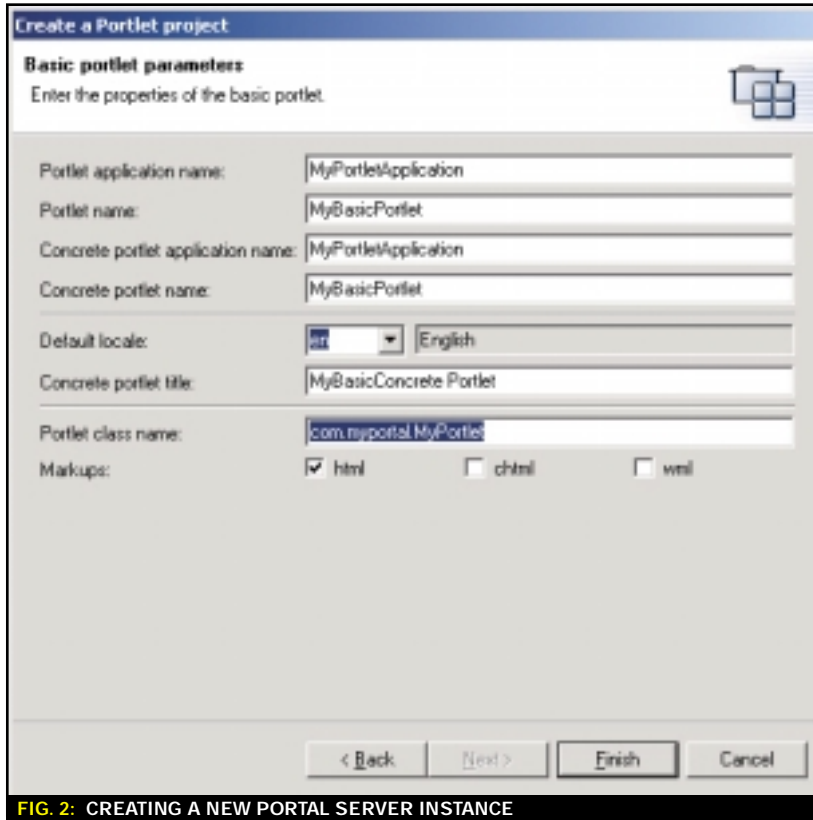 Create a Portlet project
Basic portlet parameters
Enter the properties of the basic portlet.
Portlet application name: MyPortletApplication
Portlet name: MyBasicPortlet
Concrete portlet application name: MyPortletApplication
Concrete portlet name: MyBasicPortlet
Default locale: en English
Concrete portlet title: MyBasicConcrete Portlet
Portlet class name: com.myportal.MyPortlet
Markups: html chtml wml
< Back Next > Finish Cancel
FIG. 2: CREATING A NEW PORTAL SERVER INSTANCE